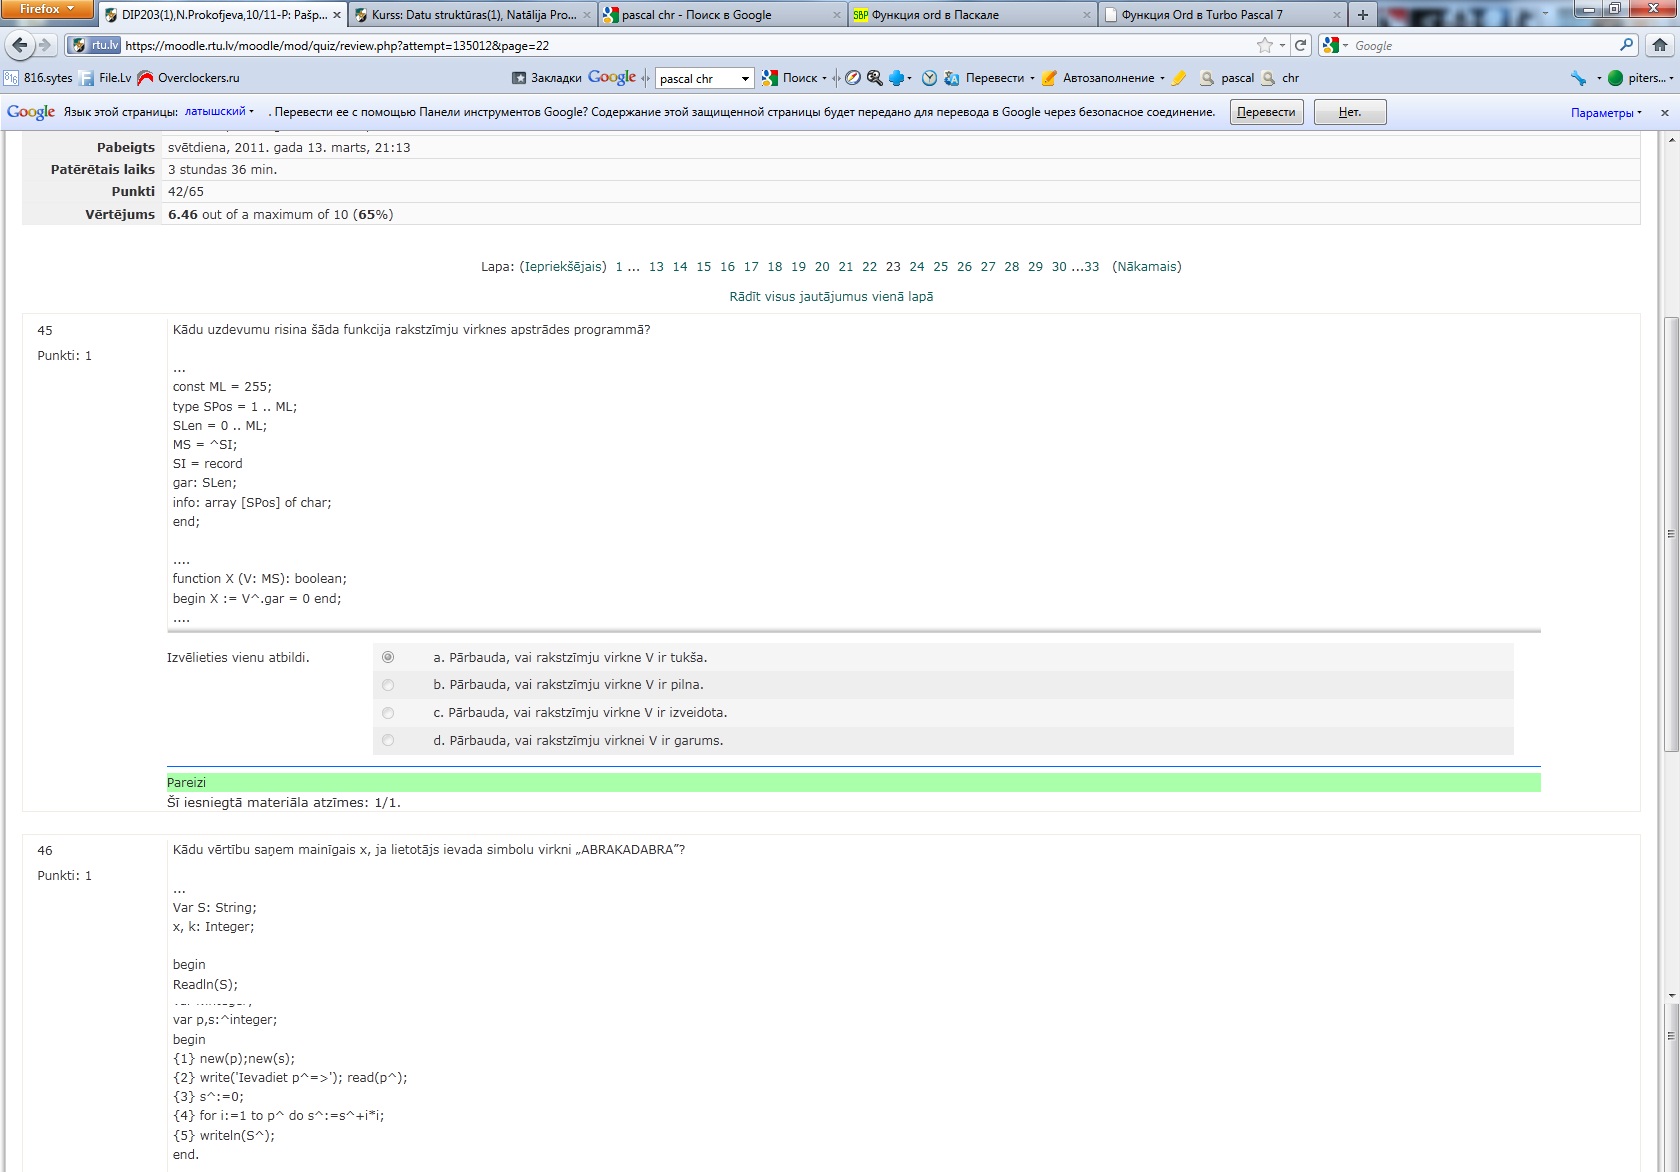 Firefox
DIP203(1),N.Prokofjeva,10/11-P: Pašp...
Kurss: Datu struktūras(1), Natālija Pro...
pascal chr - Поиск в Google
SBP Функция ord в Паскале
Функция Ord в Turbo Pascal 7
rtu.lv https://moodle.rtu.lv/moodle/mod/quiz/review.php?attempt=135012&page=22
Google
816 816.sytes File.Lv Overclockers.ru
Закладки Google pascal chr Поиск Перевести Автозаполнение pascal chr piters...
Google Язык этой страницы: латышский . Перевести ее с помощью Панели инструментов Google? Содержание этой защищенной страницы будет передано для перевода в Google через безопасное соединение. Перевести Нет. Параметры
Pabeigts svētdiena, 2011. gada 13. marts, 21:13
Patērētais laiks 3 stundas 36 min.
Punkti 42/65
Vērtējums 6.46 out of a maximum of 10 (65%)
Lapa: (Iepriekšējais) 1 ... 13 14 15 16 17 18 19 20 21 22 23 24 25 26 27 28 29 30 ...33 (Nākamais)
Rādīt visus jautājumus vienā lapā
45
Punkti: 1
Kādu uzdevumu risina šāda funkcija rakstzīmju virknes apstrādes programmā?
...
const ML = 255;
type SPos = 1 .. ML;
SLen = 0 .. ML;
MS = ^SI;
SI = record
gar: SLen;
info: array [SPos] of char;
end;
....
function X (V: MS): boolean;
begin X := V^.gar = 0 end;
....
Izvēlieties vienu atbildi.
a. Pārbauda, vai rakstzīmju virkne V ir tukša.
b. Pārbauda, vai rakstzīmju virkne V ir pilna.
c. Pārbauda, vai rakstzīmju virkne V ir izveidota.
d. Pārbauda, vai rakstzīmju virknei V ir garums.
Pareizi
Šī iesniegtā materiāla atzīmes: 1/1.
46
Punkti: 1
Kādu vērtību saņem mainīgais x, ja lietotājs ievada simbolu virkni „ABRAKADABRA”?
...
Var S: String;
x, k: Integer;
begin
Readln(S);
var p,s:^integer;
begin
{1} new(p);new(s);
{2} write('Ievadiet p^=>'); read(p^);
{3} s^:=0;
{4} for i:=1 to p^ do s^:=s^+i*i;
{5} writeln(S^);
end.